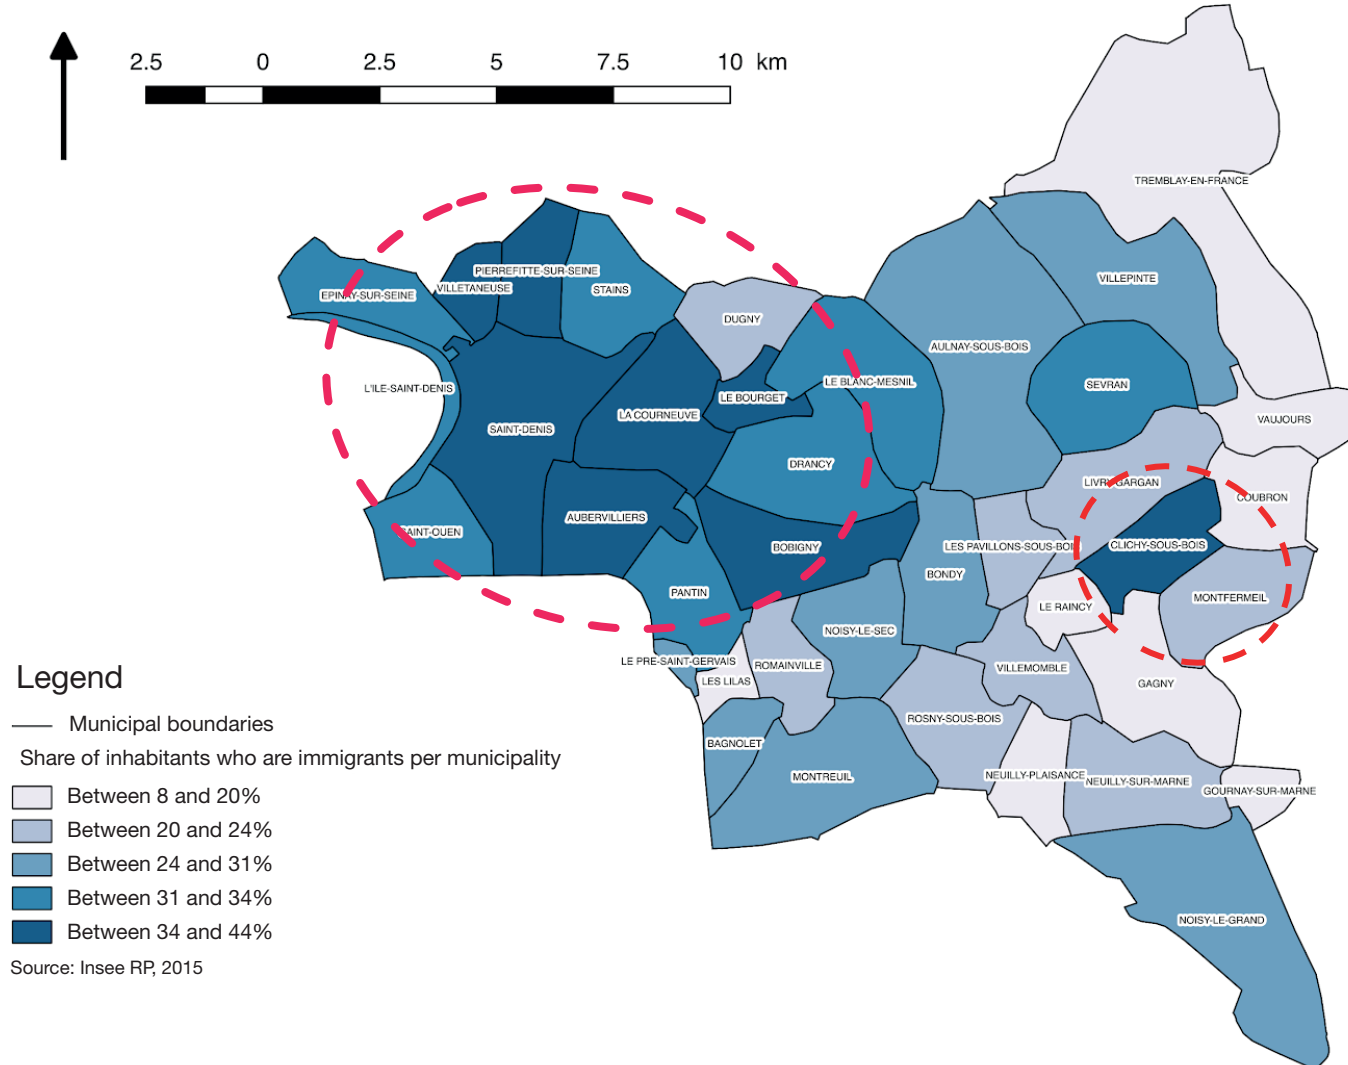 2.5 0 2.5 5 7.5 10 km
TREMBLAY-EN-FRANCE
PIERREFITTE-SUR-SEINE
VILLETANEUSE
STAINS
EPINAY-SUR-SEINE
VILLEPINTE
DUGNY
AULNAY-SOUS-BOIS
L'ILE-SAINT-DENIS
LE BLANC-MESNIL
SEVRAN
LE BOURGET
LA COURNEUVE
VAUJOURS
SAINT-DENIS
DRANCY
LIVRY-GARGAN
COUBRON
AUBERVILLIERS
SAINT-OUEN
BOBIGNY
LES PAVILLONS-SOUS-BOIS
CLICHY-SOUS-BOIS
BONDY
PANTIN
MONTFERMEIL
LE RAINCY
NOISY-LE-SEC
LE PRE-SAINT-GERVAIS
ROMAINVILLE
VILLEMOMBLE
LES LILAS
GAGNY
ROSNY-SOUS-BOIS
BAGNOLET
MONTREUIL
NEUILLY-PLAISANCE
NEUILLY-SUR-MARNE
GOURNAY-SUR-MARNE
NOISY-LE-GRAND
Legend
Municipal boundaries
Share of inhabitants who are immigrants per municipality
Between 8 and 20%
Between 20 and 24%
Between 24 and 31%
Between 31 and 34%
Between 34 and 44%
Source: Insee RP, 2015